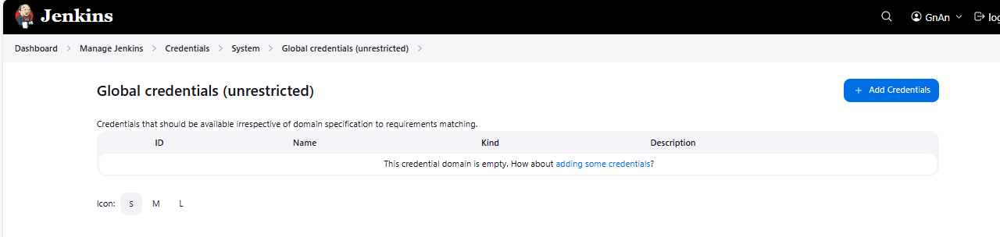 Jenkins
GnAn
log
Dashboard > Manage Jenkins > Credentials > System > Global credentials (unrestricted) >
Global credentials (unrestricted)
+ Add Credentials
Credentials that should be available irrespective of domain specification to requirements matching.
ID Name Kind Description
This credential domain is empty. How about adding some credentials?
Icon: S M L